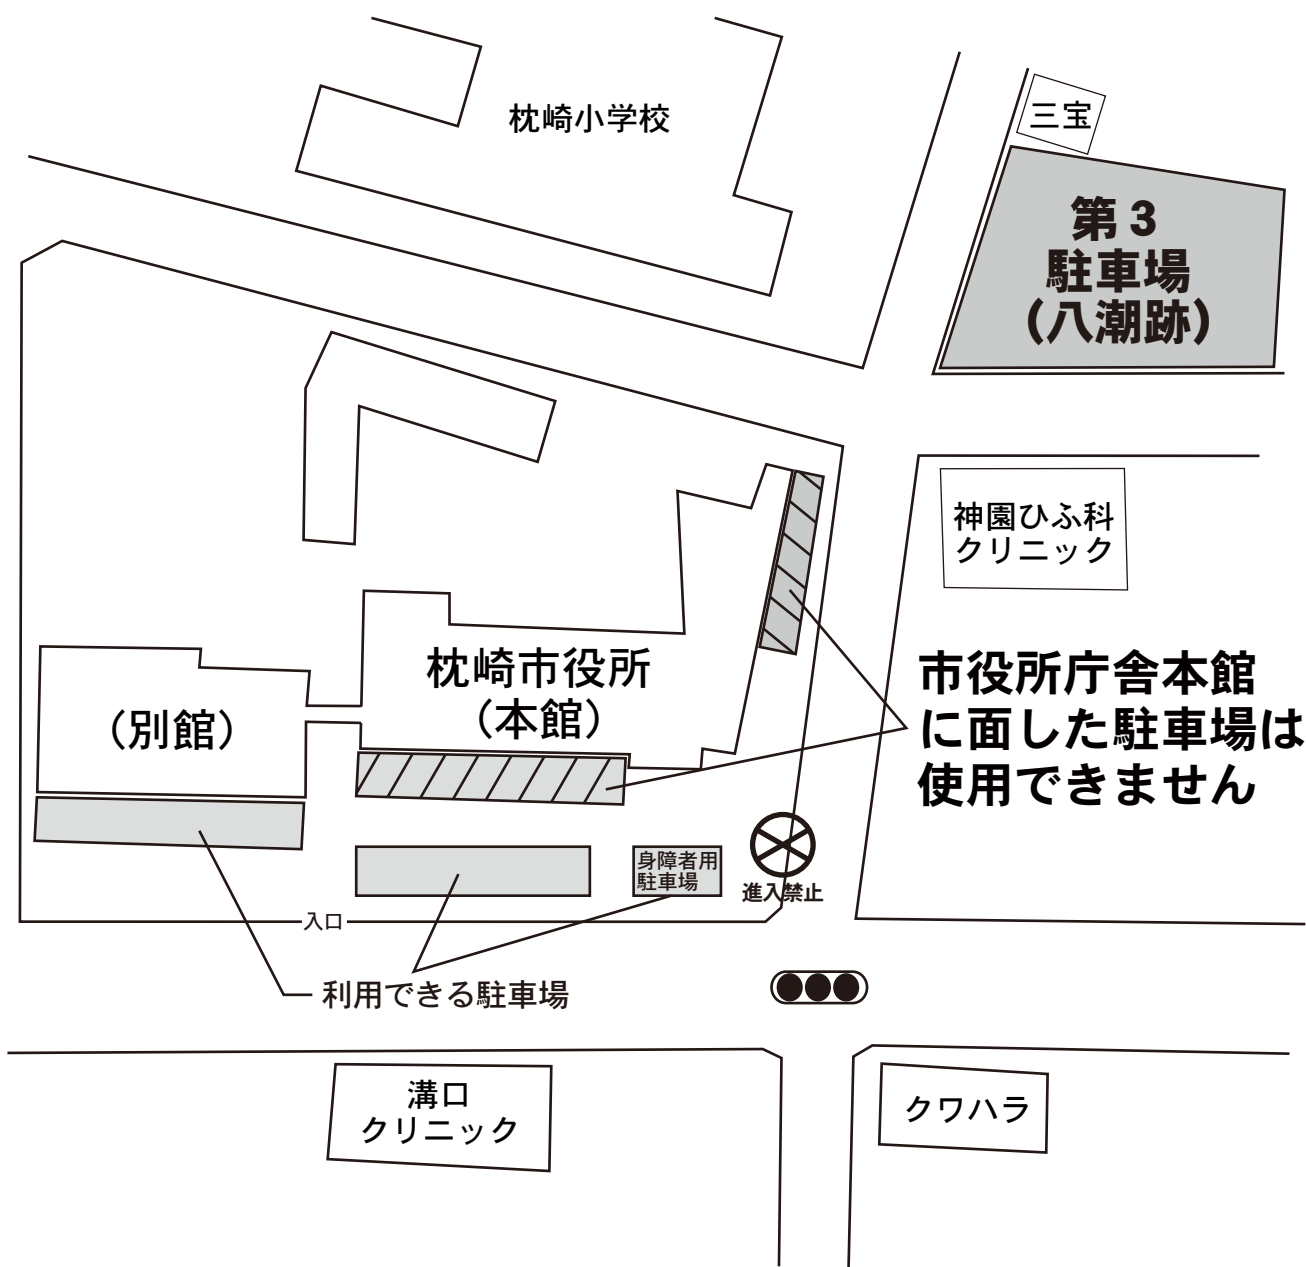 枕崎小学校
三宝
第3
駐車場
（八潮跡）
神園ひふ科
クリニック
枕崎市役所
（本館）
（別館）
市役所庁舎本館
に面した駐車場は
使用できません
身障者用
駐車場
進入禁止
入口
利用できる駐車場
溝口
クリニック
クワハラ